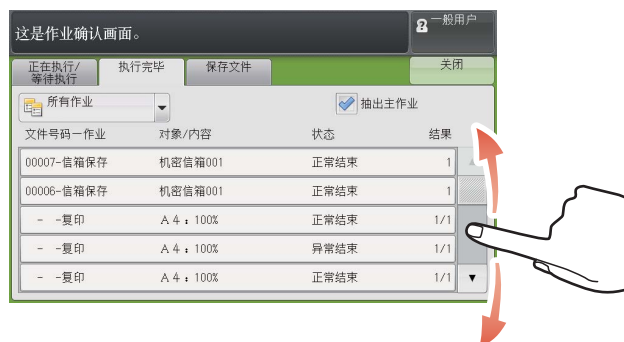 这是作业确认画面。
一般用户
正在执行/
等待执行
执行完毕
保存文件
关闭
所有作业
抽出主作业
文件号码－作业 对象/内容 状态 结果
00007-信箱保存 机密信箱001 正常结束 1
00006-信箱保存 机密信箱001 正常结束 1
- -复印 A4：100% 正常结束 1/1
- -复印 A4：100% 异常结束 1/1
- -复印 A4：100% 正常结束 1/1